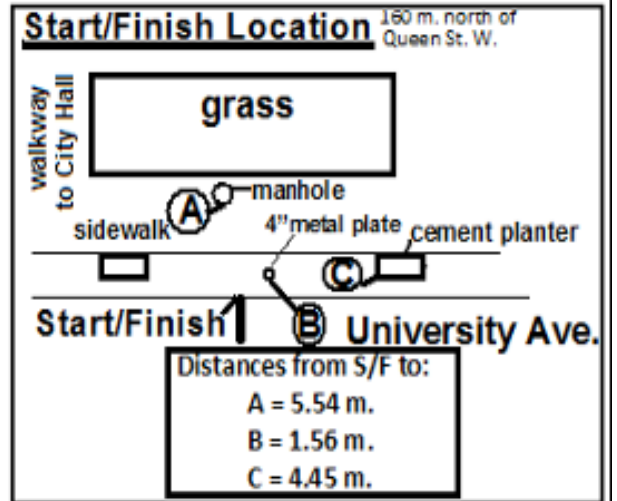 Start/Finish Location
160 m. north of
Queen St. W.
walkway
to City Hall
grass
A
manhole
sidewalk
4" metal plate
cement planter
C
Start/Finish
B
University Ave.
Distances from S/F to:
A = 5.54 m.
B = 1.56 m.
C = 4.45 m.